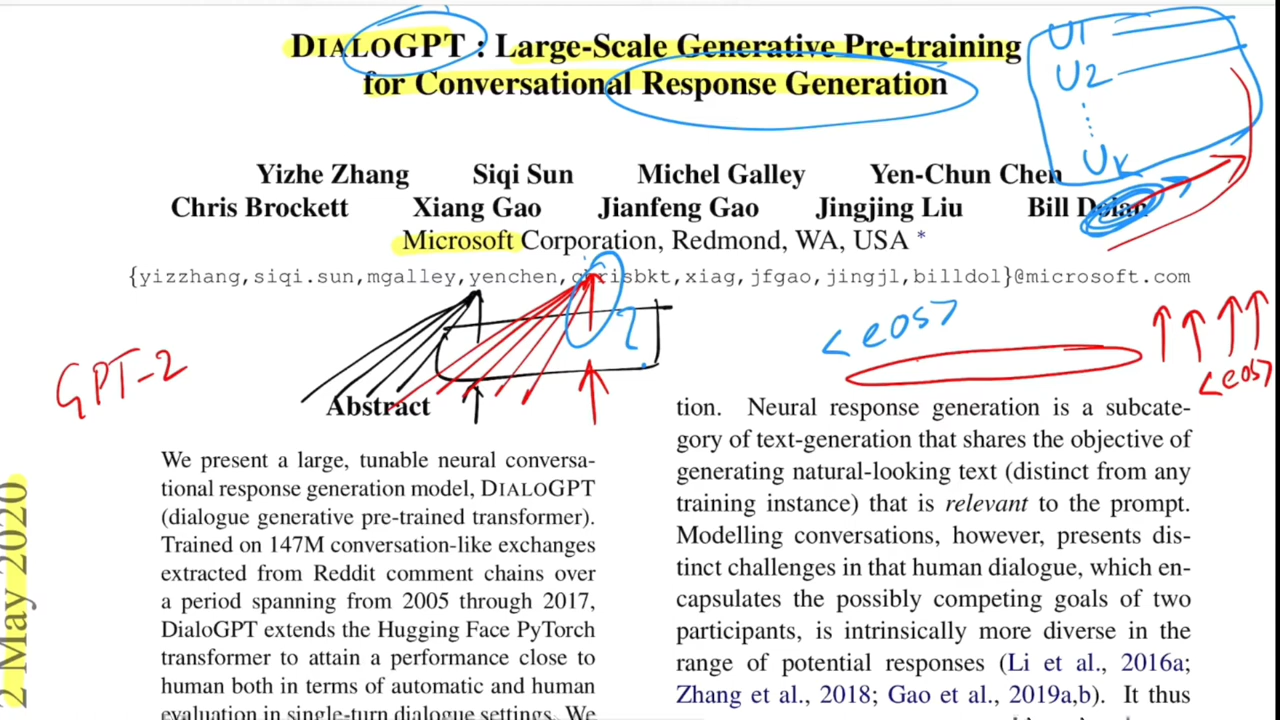 DIALOGPT : Large-Scale Generative Pre-training
for Conversational Response Generation
U1
U2
UK
Yizhe Zhang Siqi Sun Michel Galley Yen-Chun Chen
Chris Brockett Xiang Gao Jianfeng Gao Jingjing Liu Bill Dolan
Microsoft Corporation, Redmond, WA, USA *
{yizzhang,siqi.sun,mgalley,yenchen,chrisbkt,xiag,jfgao,jingjl,billdol}@microsoft.com
GPT-2
<eos>
<eos>
2 May 2020
Abstract
We present a large, tunable neural conversa-
tional response generation model, DIALOGPT
(dialogue generative pre-trained transformer).
Trained on 147M conversation-like exchanges
extracted from Reddit comment chains over
a period spanning from 2005 through 2017,
DialoGPT extends the Hugging Face PyTorch
transformer to attain a performance close to
human both in terms of automatic and human
evaluation in single-turn dialogue settings. We
tion. Neural response generation is a subcate-
gory of text-generation that shares the objective of
generating natural-looking text (distinct from any
training instance) that is relevant to the prompt.
Modelling conversations, however, presents dis-
tinct challenges in that human dialogue, which en-
capsulates the possibly competing goals of two
participants, is intrinsically more diverse in the
range of potential responses (Li et al., 2016a;
Zhang et al., 2018; Gao et al., 2019a,b). It thus